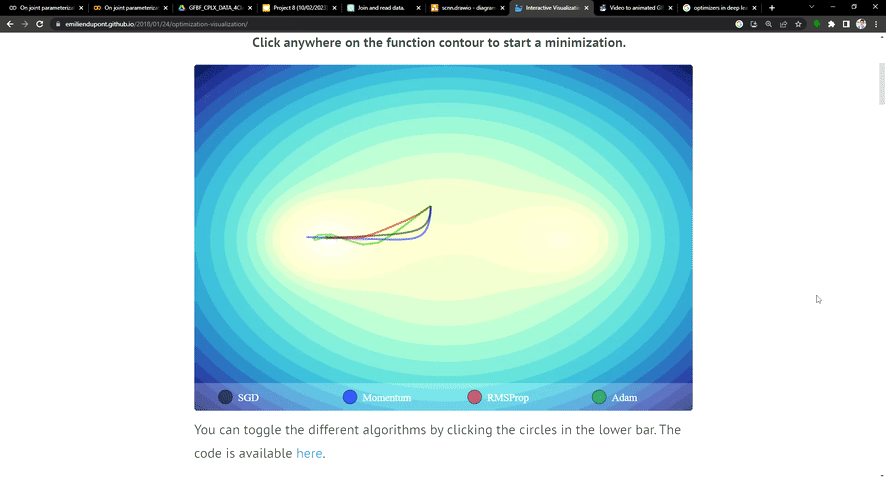 On joint parameteriza
On joint parameteriza
GFBF_CPLX_DATA_4C
Project 8 (10/02/2023
Join and read data.
scnn.drawio - diagram
Interactive Visualizatio
Video to animated GI
optimizers in deep lea
emiliendupont.github.io/2018/01/24/optimization-visualization/
Click anywhere on the function contour to start a minimization.
SGD
Momentum
RMSProp
Adam
You can toggle the different algorithms by clicking the circles in the lower bar. The
code is available here.